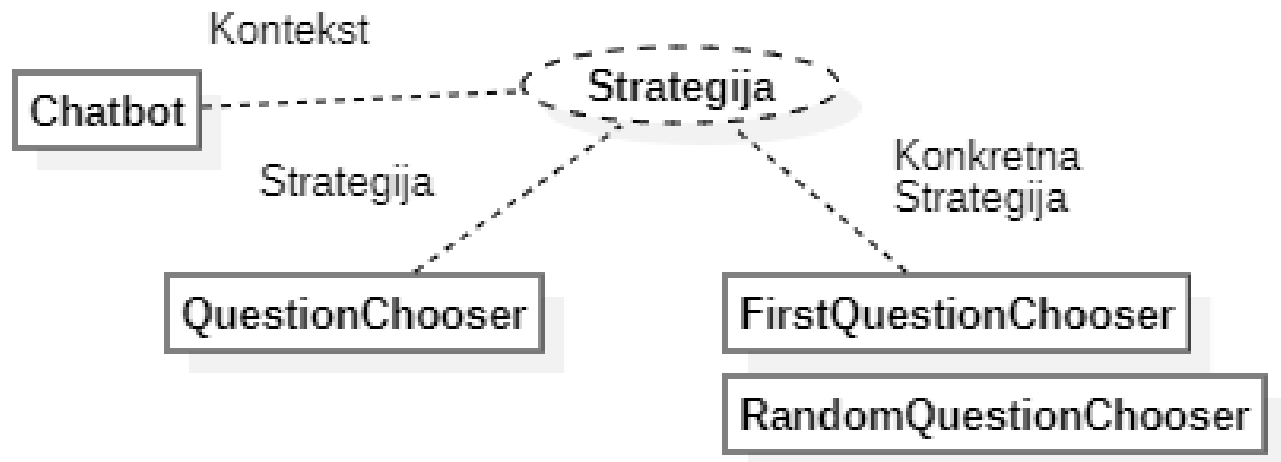 Kontekst
Strategija
Chatbot
Strategija
Konkretna
Strategija
QuestionChooser
FirstQuestionChooser
RandomQuestionChooser